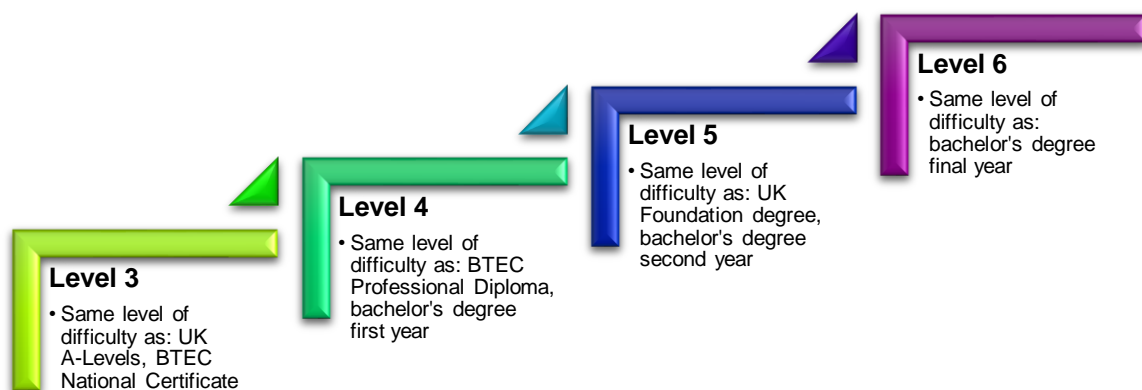 Level 3
• Same level of
difficulty as: UK
A-Levels, BTEC
National Certificate
Level 4
• Same level of
difficulty as: BTEC
Professional Diploma,
bachelor's degree
first year
Level 5
• Same level of
difficulty as: UK
Foundation degree,
bachelor's degree
second year
Level 6
• Same level of
difficulty as:
bachelor's degree
final year